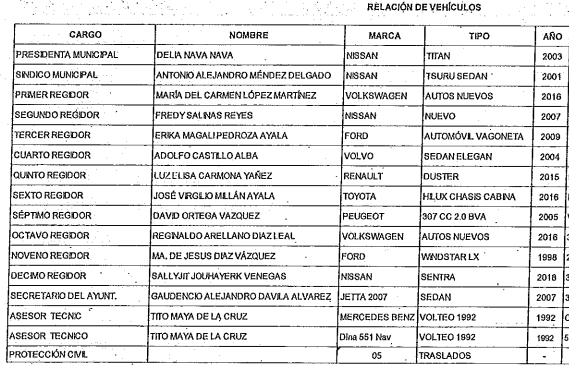 RELACIÓN DE VEHÍCULOS
CARGO NOMBRE MARCA TIPO AÑO
PRESIDENTA MUNICIPAL DELIA NAVA NAVA NISSAN TITAN 2003
SINDICO MUNICIPAL ANTONIO ALEJANDRO MÉNDEZ DELGADO NISSAN TSURU SEDAN 2001
PRIMER REGIDOR MARÍA DEL CARMEN LÓPEZ MARTÍNEZ VOLKSWAGEN AUTOS NUEVOS 2016
SEGUNDO REGIDOR FREDY SALINAS REYES NISSAN NUEVO 2007
TERCER REGIDOR ERIKA MAGALI PEDROZA AYALA FORD AUTOMÓVIL VAGONETA 2009
CUARTO REGIDOR ADOLFO CASTILLO ALBA VOLVO SEDAN ELEGAN 2004
QUINTO REGIDOR LUZ ELISA CARMONA YAÑEZ RENAULT DUSTER 2015
SEXTO REGIDOR JOSÉ VIRGILIO MILLÁN AYALA TOYOTA HILUX CHASIS CABINA 2016
SÉPTIMO REGIDOR DAVID ORTEGA VAZQUEZ PEUGEOT 307 CC 2.0 BVA 2005
OCTAVO REGIDOR REGINALDO ARELLANO DIAZ LEAL VOLKSWAGEN AUTOS NUEVOS 2016 3
NOVENO REGIDOR MA. DE JESUS DIAZ VÁZQUEZ FORD WINDSTAR LX 1998 2
DECIMO REGIDOR SALLYJIT JOUHAYERK VENEGAS NISSAN SENTRA 2018 3
SECRETARIO DEL AYUNT. GAUDENCIO ALEJANDRO DAVILA ALVAREZ JETTA 2007 SEDAN 2007 3
ASESOR TECNIC TITO MAYA DE LA CRUZ MERCEDES BENZ VOLTEO 1992 1992
ASESOR TECNICO TITO MAYA DE LA CRUZ Dina 551 Nav VOLTEO 1992 1992 5
PROTECCIÓN CIVIL 05 TRASLADOS -